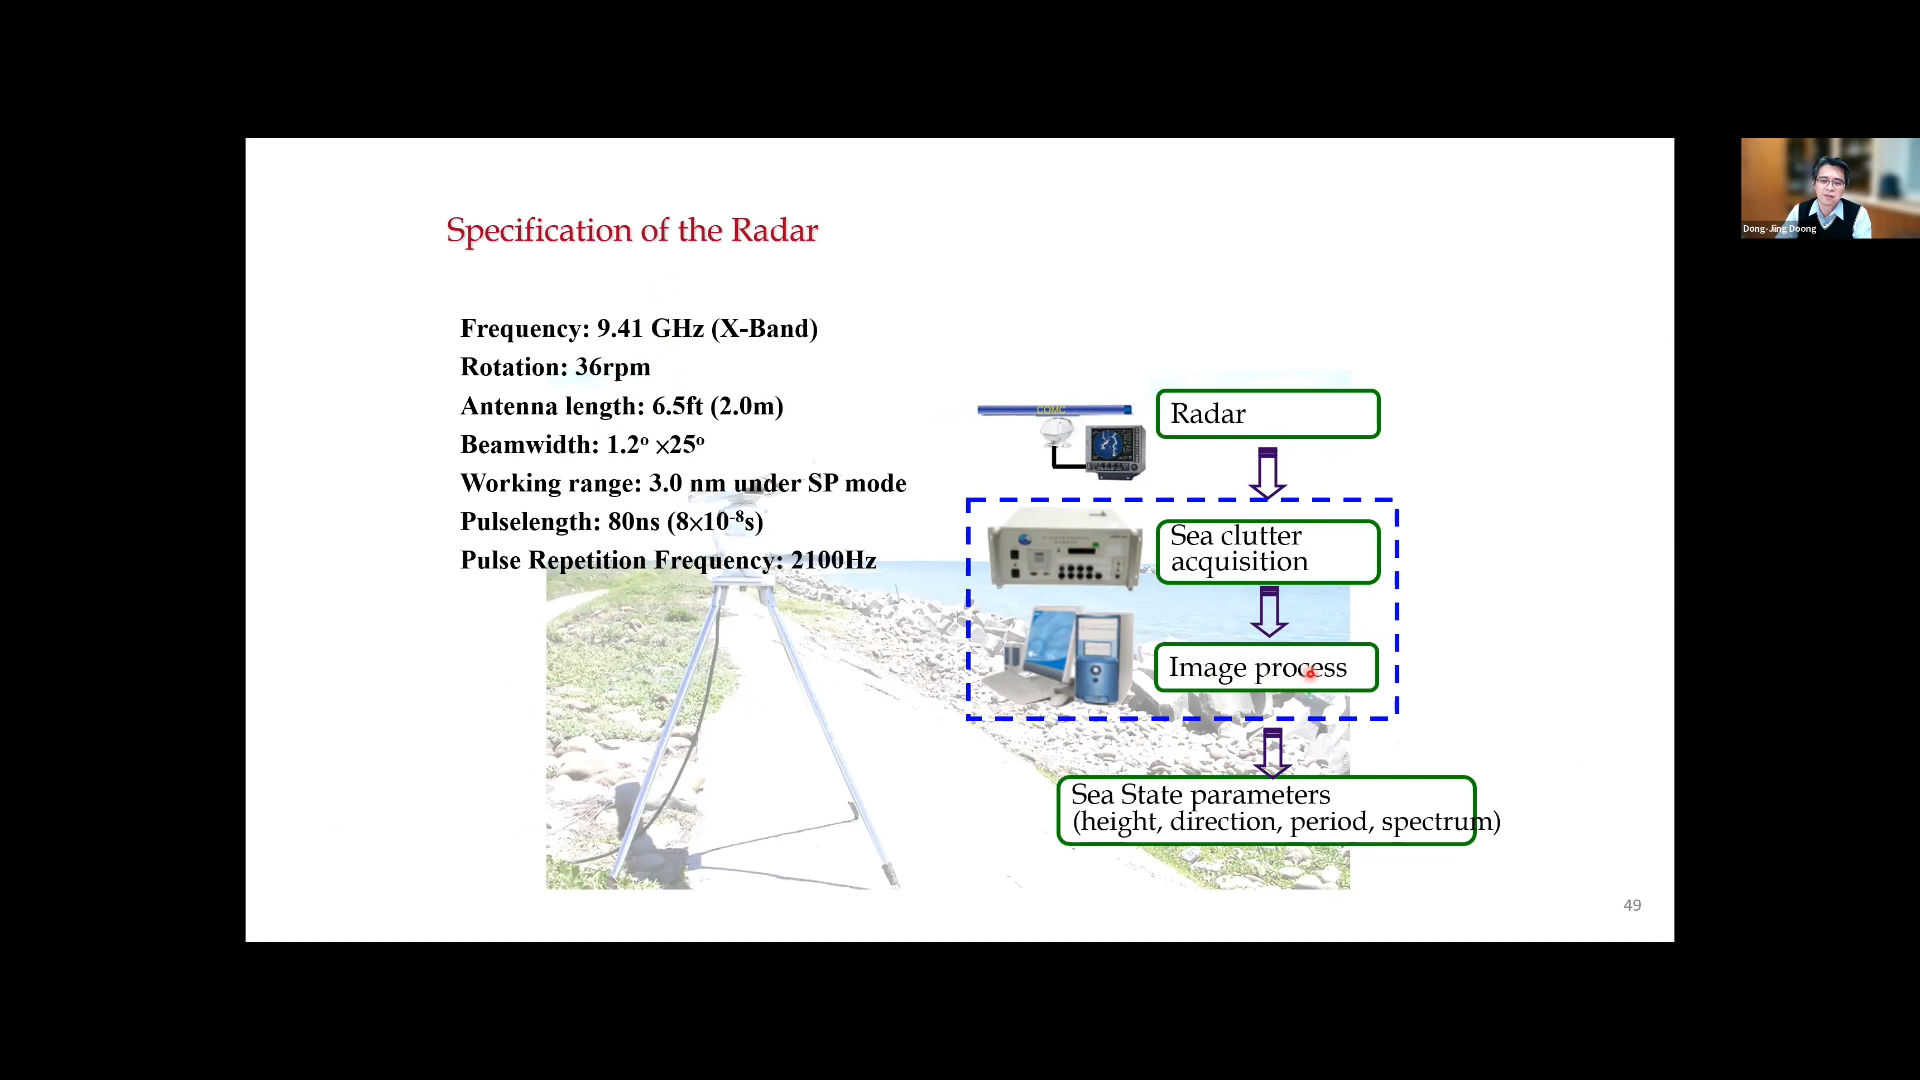 Specification of the Radar
Frequency: 9.41 GHz (X-Band)
Rotation: 36rpm
Antenna length: 6.5ft (2.0m)
Beamwidth: 1.2º ×25º
Working range: 3.0 nm under SP mode
Pulselength: 80ns (8×10⁻⁸s)
Pulse Repetition Frequency: 2100Hz
COMC
Radar
Sea clutter
acquisition
Image process
Sea State parameters
(height, direction, period, spectrum)
49
Dong-Jiing Doong